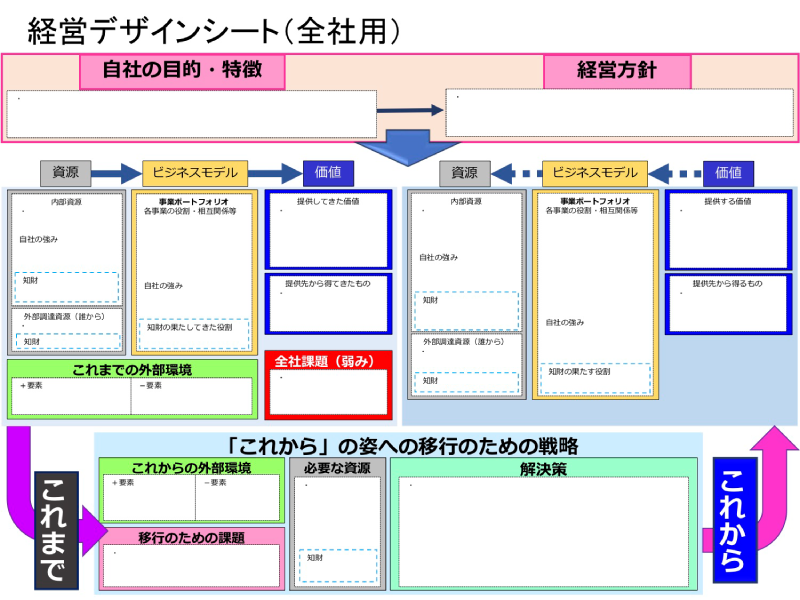 経営デザインシート（全社用）
自社の目的・特徴
経営方針
・
・
資源
ビジネスモデル
価値
内部資源
・
自社の強み
知財
外部調達資源（誰から）
・
知財
事業ポートフォリオ
各事業の役割・相互関係等
自社の強み
知財の果たしてきた役割
提供してきた価値
・
提供先から得てきたもの
・
これまでの外部環境
＋要素
－要素
全社課題（弱み）
・
資源
ビジネスモデル
価値
内部資源
・
自社の強み
知財
外部調達資源（誰から）
・
知財
事業ポートフォリオ
各事業の役割・相互関係等
自社の強み
知財の果たす役割
提供する価値
・
提供先から得るもの
・
「これから」の姿への移行のための戦略
これからの外部環境
＋要素
－要素
移行のための課題
・
必要な資源
・
知財
解決策
・
これまで
これから